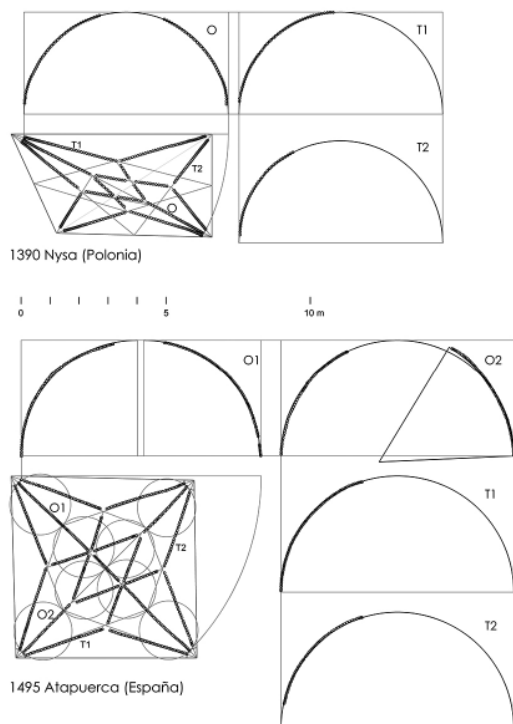 O
T1
T1
T2
O
T2
1390 Nysa (Polonia)
0 5 10 m
O1
O2
O1
T2
O2
T1
T1
T2
1495 Atapuerca (España)